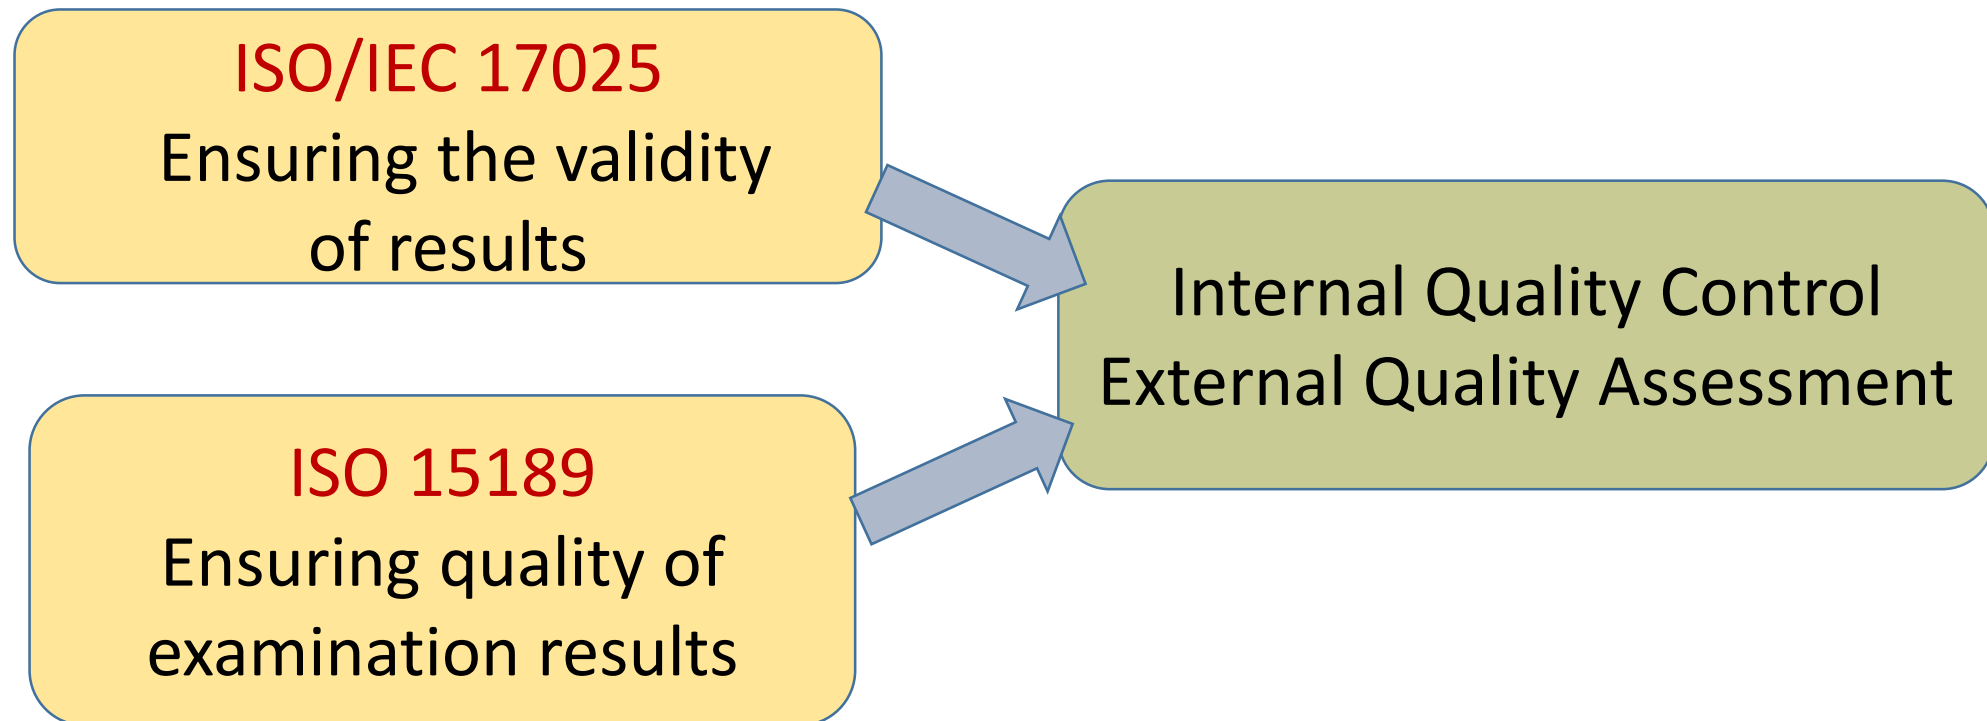 ISO/IEC 17025
Ensuring the validity
of results
ISO 15189
Ensuring quality of
examination results
Internal Quality Control
External Quality Assessment